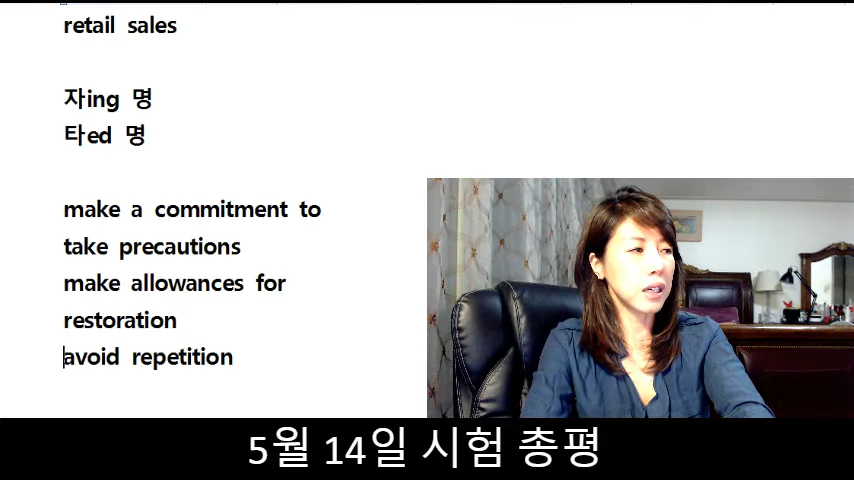 retail sales
자ing 명
타ed 명
make a commitment to
take precautions
make allowances for
restoration
avoid repetition
5월 14일 시험 총평